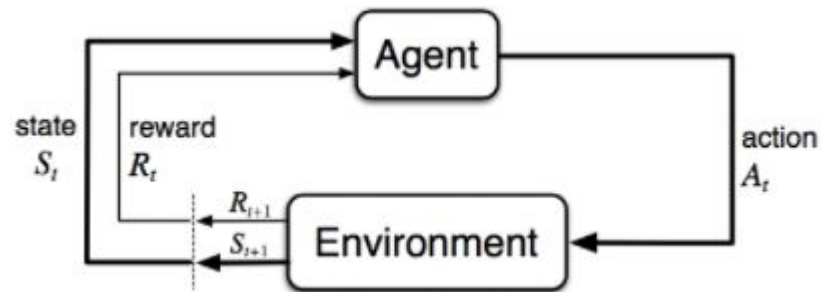 Agent
state
S_t
reward
R_t
action
A_t
R_{t+1}
S_{t+1}
Environment